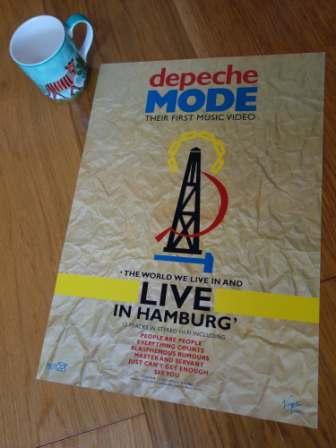 depeche
MODE
THEIR FIRST MUSIC VIDEO
'THE WORLD WE LIVE IN AND
LIVE
IN HAMBURG'
PEOPLE ARE PEOPLE
EVERYTHING COUNTS
BLASPHEMOUS RUMOURS
MASTER AND SERVANT
JUST CAN'T GET ENOUGH
SEE YOU